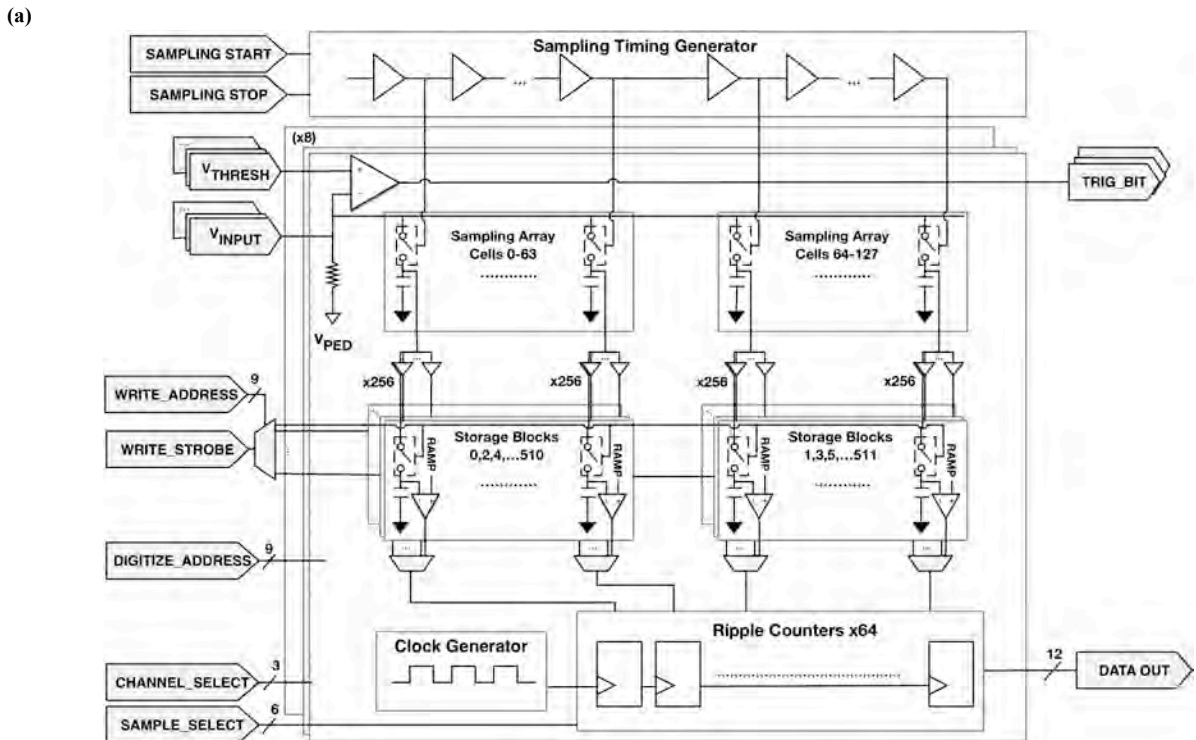 (a)
Sampling Timing Generator
SAMPLING START
SAMPLING STOP
...
...
(x8)
VTHRESH
...
+
-
TRIG_BIT
...
VINPUT
Sampling Array
Cells 0-63
Sampling Array
Cells 64-127
VPED
x256
x256
x256
x256
WRITE_ADDRESS
9
WRITE_STROBE
Storage Blocks
0,2,4,...510
RAMP
RAMP
Storage Blocks
1,3,5,...511
RAMP
RAMP
DIGITIZE_ADDRESS
9
Clock Generator
Ripple Counters x64
12
DATA OUT
CHANNEL_SELECT
3
SAMPLE_SELECT
6